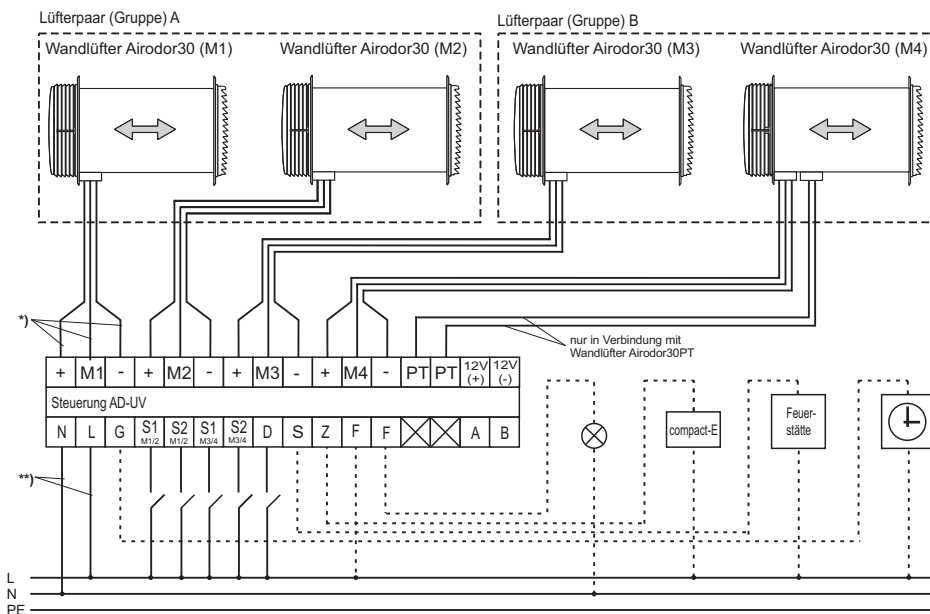 Lüfterpaar (Gruppe) A
Lüfterpaar (Gruppe) B
Wandlüfter Airodor30 (M1)
Wandlüfter Airodor30 (M2)
Wandlüfter Airodor30 (M3)
Wandlüfter Airodor30 (M4)
*)
nur in Verbindung mit
Wandlüfter Airodor30PT
+ M1 - + M2 - + M3 - + M4 - PT PT 12V (+) 12V (-)
Steuerung AD-UV
N L G S1 M1/2 S2 M1/2 S1 M3/4 S2 M3/4 D S Z F F A B
compact-E
Feuer-
stätte
**)
L
N
PE